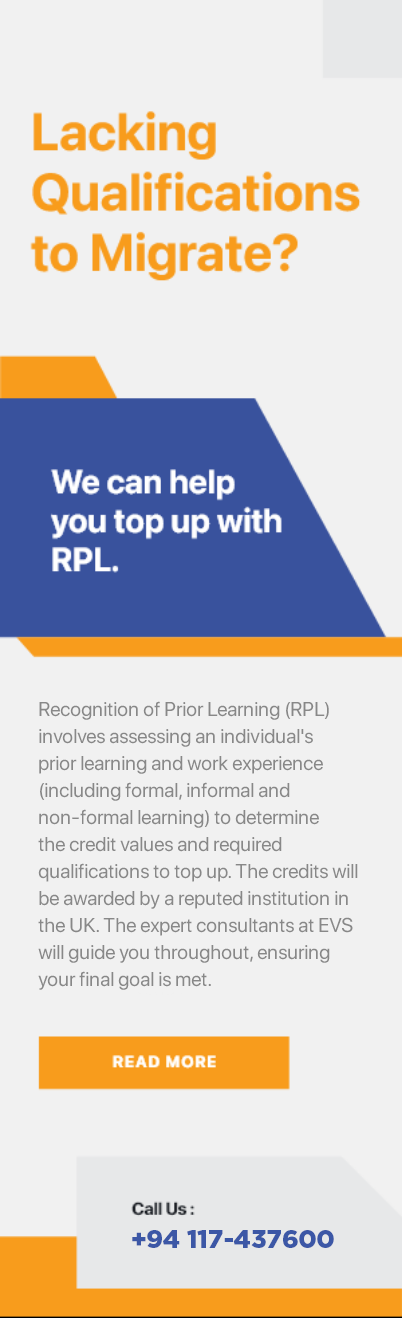 Lacking
Qualifications
to Migrate?
We can help
you top up with
RPL.
Recognition of Prior Learning (RPL)
involves assessing an individual's
prior learning and work experience
(including formal, informal and
non-formal learning) to determine
the credit values and required
qualifications to top up. The credits will
be awarded by a reputed institution in
the UK. The expert consultants at EVS
will guide you throughout, ensuring
your final goal is met.
READ MORE
Call Us :
+94 117-437600